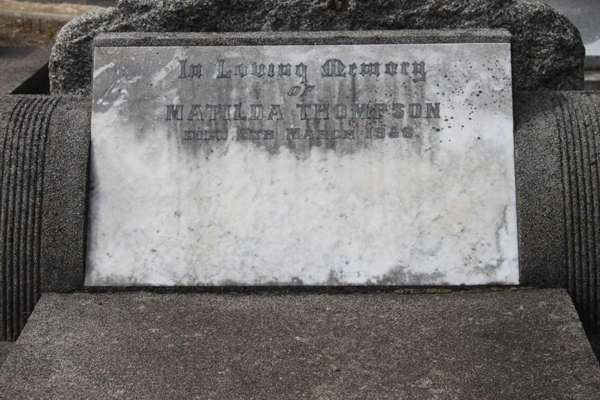 In Loving Memory
of
MATILDA THOMPSON
DIED MARCH